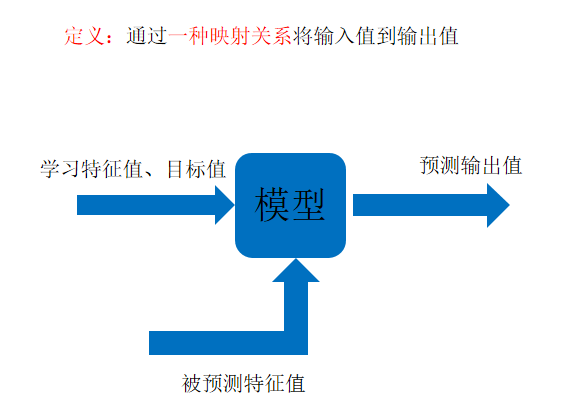 定义：通过一种映射关系将输入值到输出值
学习特征值、目标值
预测输出值
模型
被预测特征值